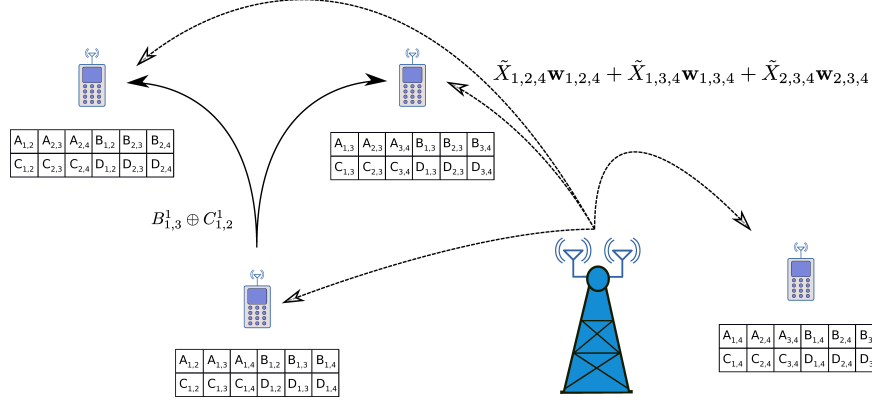 X̃₁,₂,₄w₁,₂,₄ + X̃₁,₃,₄w₁,₃,₄ + X̃₂,₃,₄w₂,₃,₄
A₁,₂ A₂,₃ A₂,₄ B₁,₂ B₂,₃ B₂,₄
C₁,₂ C₂,₃ C₂,₄ D₁,₂ D₂,₃ D₂,₄
A₁,₃ A₂,₃ A₃,₄ B₁,₃ B₂,₃ B₃,₄
C₁,₃ C₂,₃ C₃,₄ D₁,₃ D₂,₃ D₃,₄
B¹₁,₃ ⊕ C¹₁,₂
A₁,₄ A₂,₄ A₃,₄ B₁,₄ B₂,₄ B₃
C₁,₄ C₂,₄ C₃,₄ D₁,₄ D₂,₄ D₃
A₁,₂ A₁,₃ A₁,₄ B₁,₂ B₁,₃ B₁,₄
C₁,₂ C₁,₃ C₁,₄ D₁,₂ D₁,₃ D₁,₄